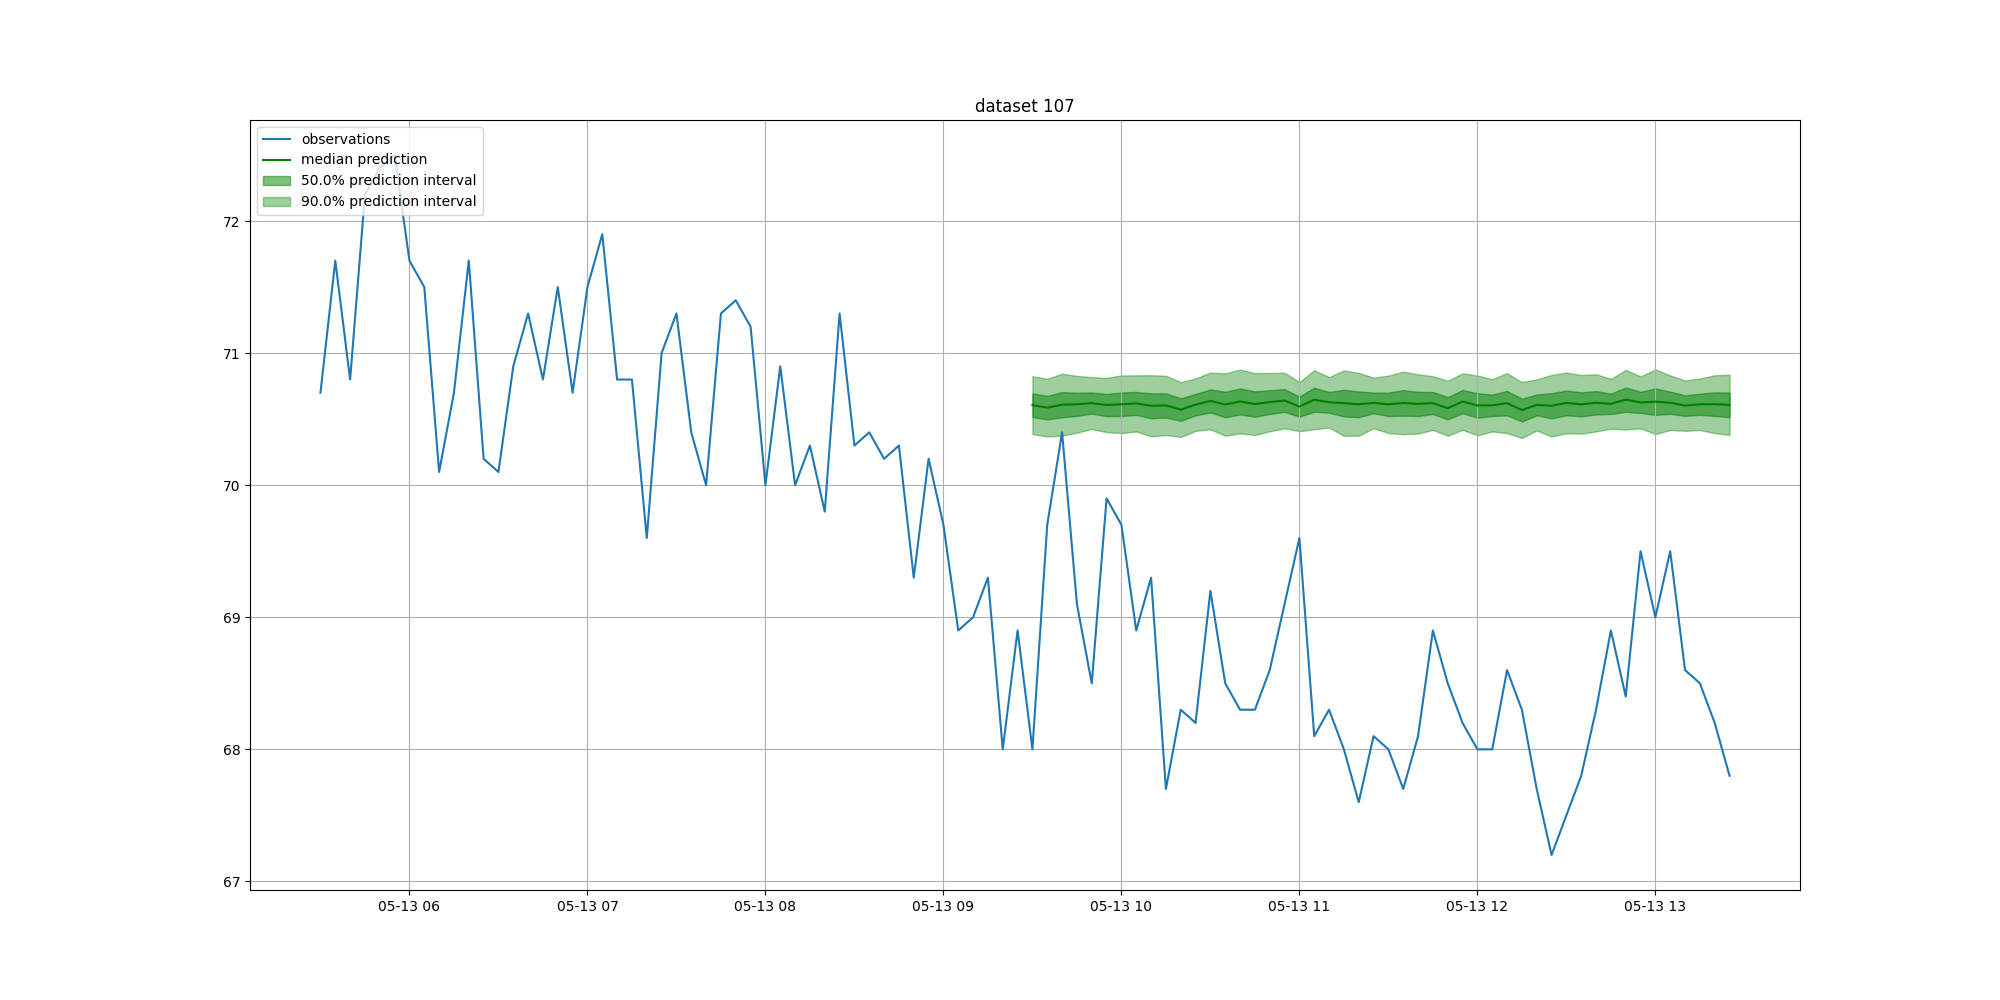 dataset 107
observations
median prediction
50.0% prediction interval
90.0% prediction interval
72
71
70
69
68
67
05-13 06
05-13 07
05-13 08
05-13 09
05-13 10
05-13 11
05-13 12
05-13 13